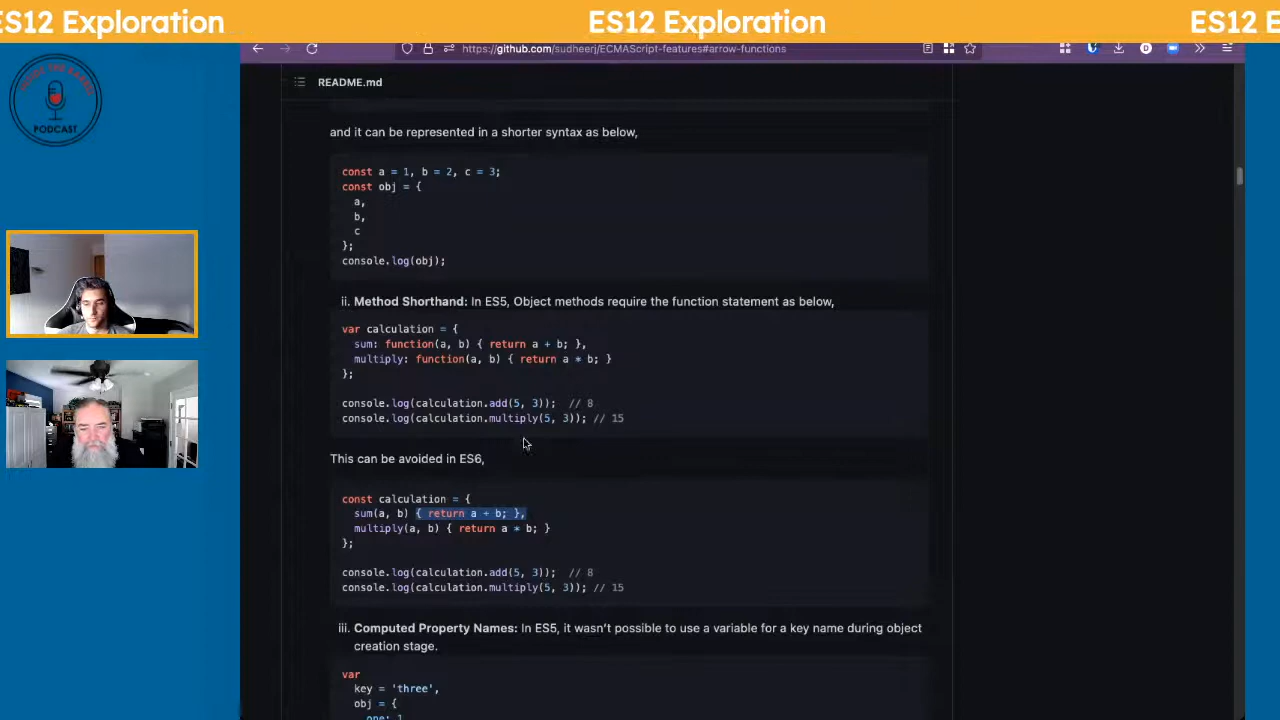 ES12 Exploration
ES12 Exploration
ES12 E
https://github.com/sudheerj/ECMAScript-features#arrow-functions
PODCAST
README.md
and it can be represented in a shorter syntax as below,
const a = 1, b = 2, c = 3;
const obj = {
a,
b,
c
};
console.log(obj);
ii. Method Shorthand: In ES5, Object methods require the function statement as below,
var calculation = {
sum: function(a, b) { return a + b; },
multiply: function(a, b) { return a * b; }
};
console.log(calculation.add(5, 3));  // 8
console.log(calculation.multiply(5, 3)); // 15
This can be avoided in ES6,
const calculation = {
sum(a, b) { return a + b; },
multiply(a, b) { return a * b; }
};
console.log(calculation.add(5, 3));  // 8
console.log(calculation.multiply(5, 3)); // 15
iii. Computed Property Names: In ES5, it wasn't possible to use a variable for a key name during object
creation stage.
var
key = 'three',
obj = {
one: 1